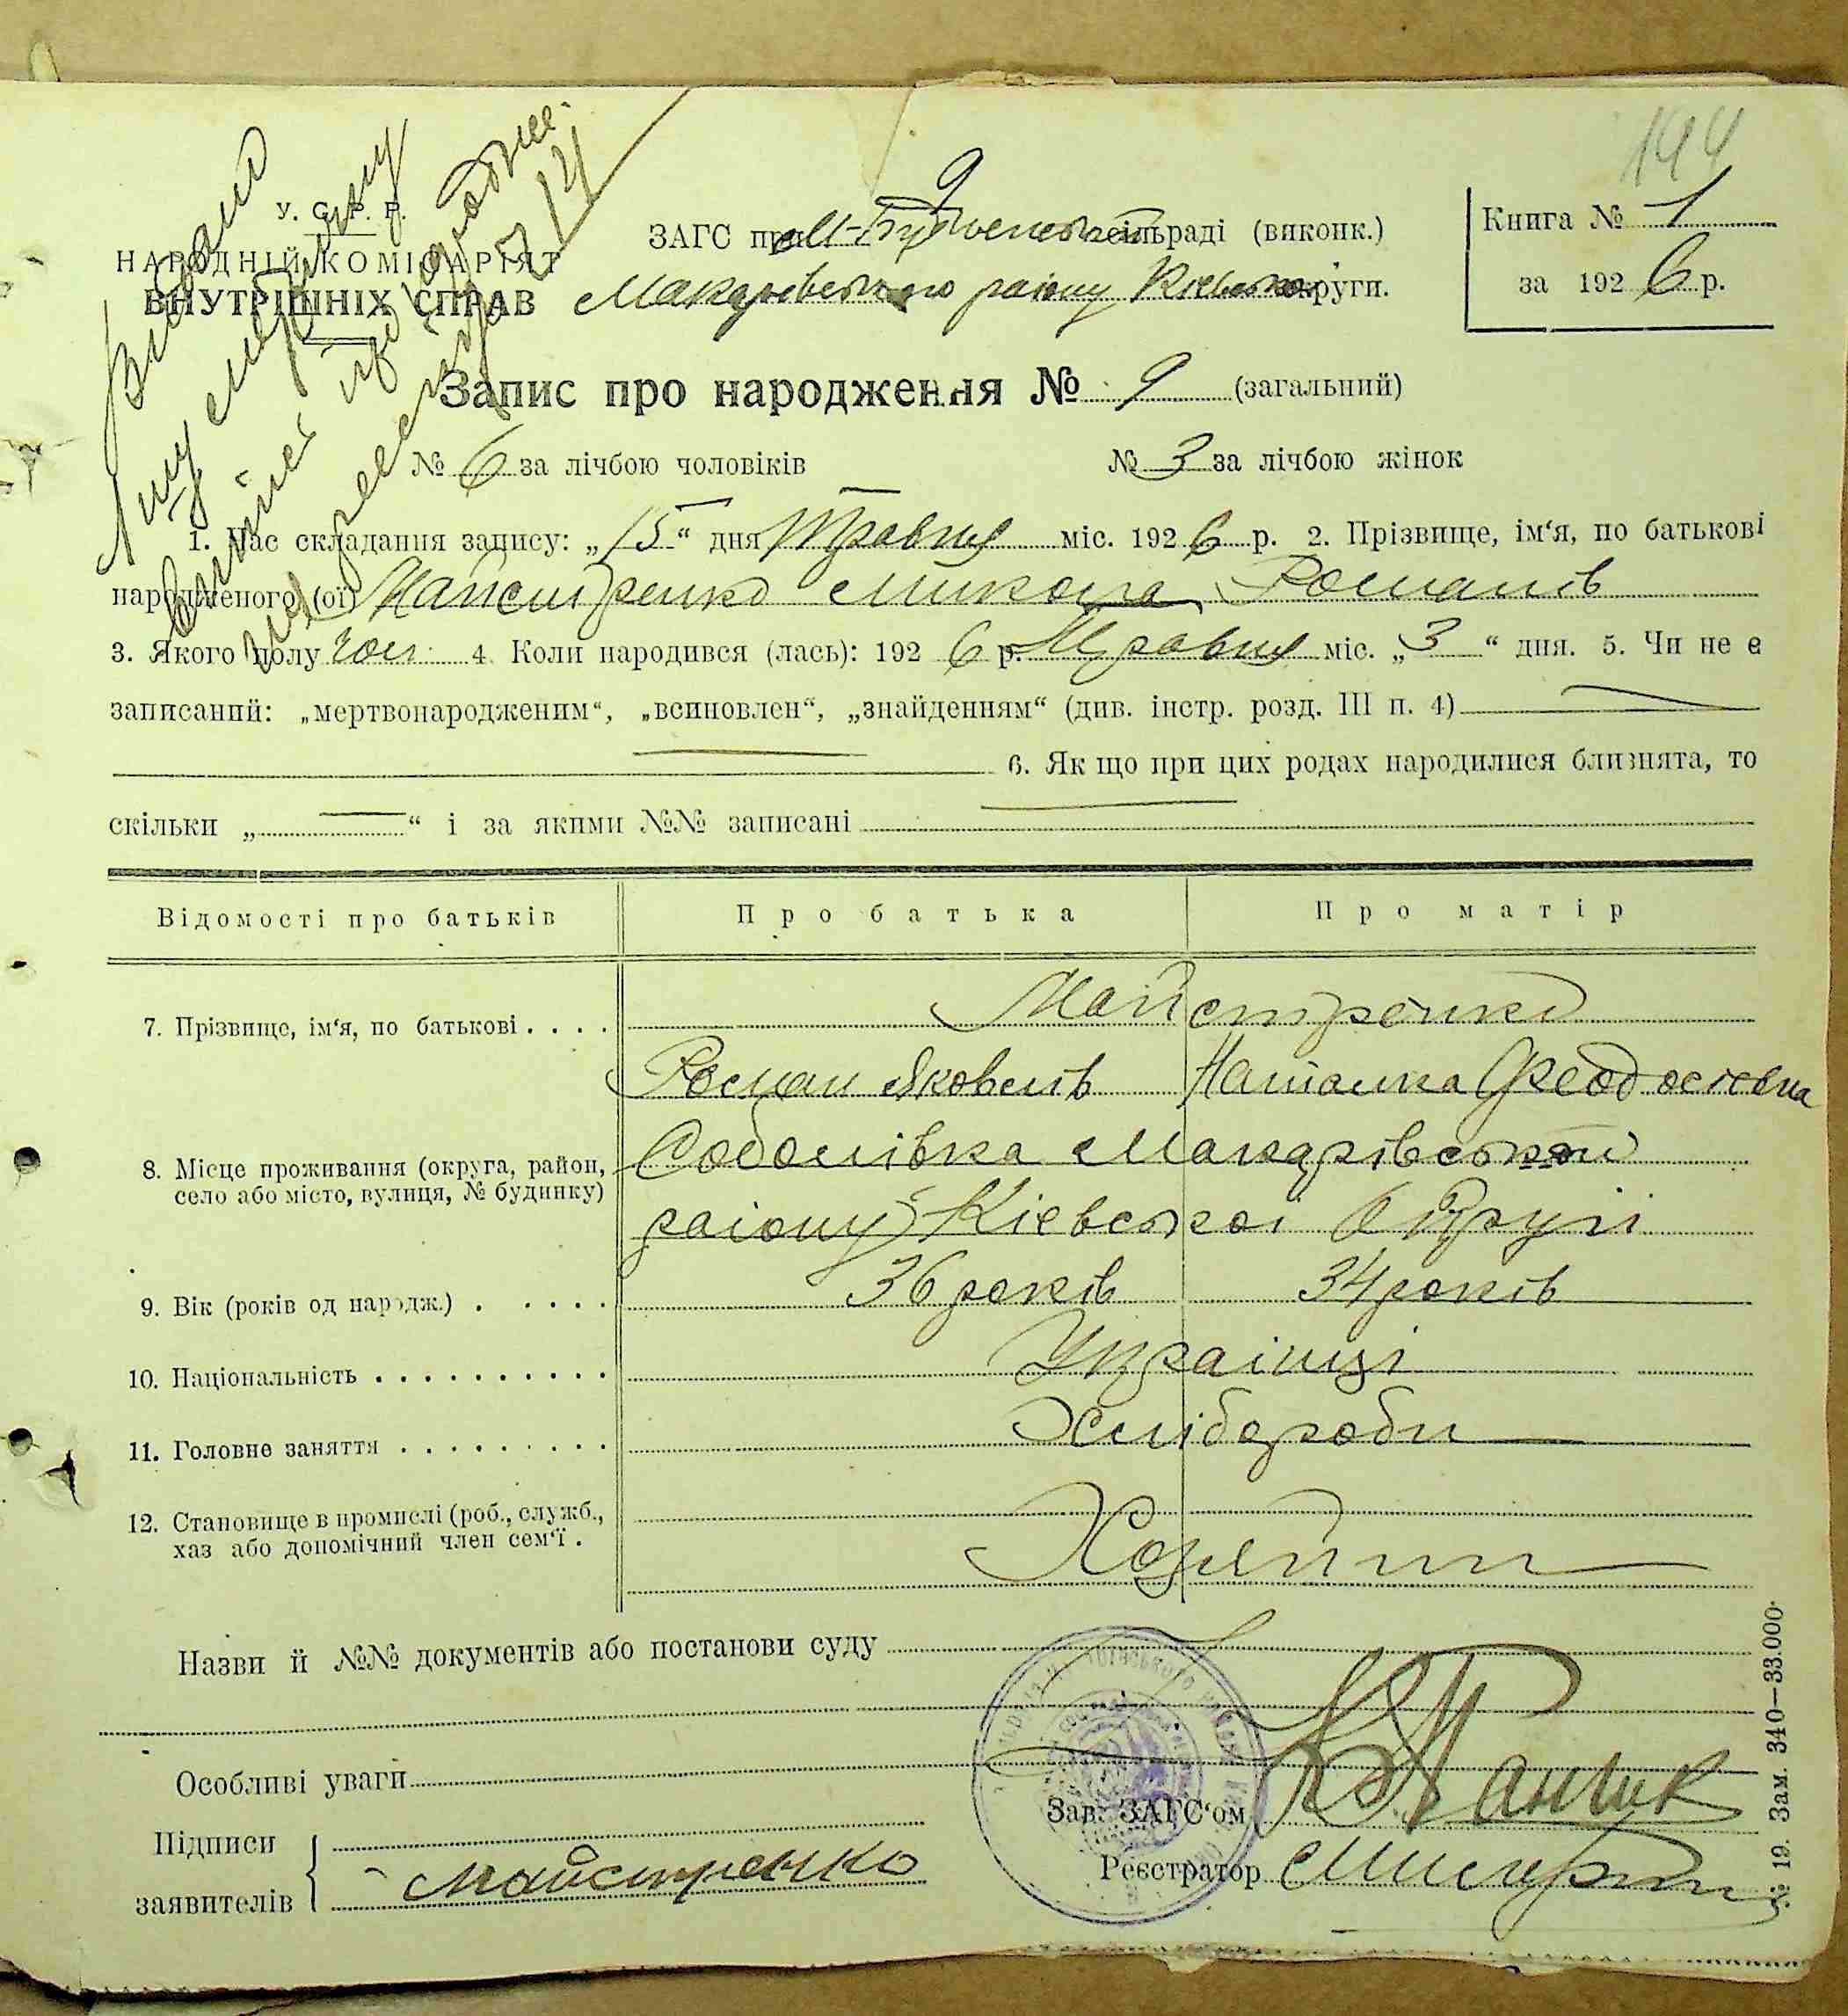 194
У. С. Р. Р.
НАРОДНІЙ КОМІСАРІЯТ
ВНУТРІШНІХ СПРАВ
Видано
9
ЗАГС при сільраді (виконк.)
Макарівського раіону Київської округи.
Книга № 1
за 1926 р.
Запис про народження № 9 (загальний)
№ 6 за лічбою чоловіків № 3 за лічбою жінок
1. Час складання запису: „15“ дня Травня міс. 1926 р. 2. Прізвище, ім‘я, по батькові
народженого (ої) Майстренко Микола Романів
3. Якого полу чол. 4. Коли народився (лась): 1926 р. Травня міс. „3“ дня. 5. Чи не є
записаний: „мертвонародженим“, „всиновлен“, „знайденням“ (див. інстр. розд. III п. 4)
6. Як що при цих родах народилися близнята, то
скільки „ “ і за якими №№ записані
Відомості про батьків Про батька Про матір
7. Прізвище, ім‘я, по батькові . . . . Майстренко
Роман Яковлів Наталка Феодосієвна
8. Місце проживання (округа, район, село або місто, вулиця, № будинку) Соболівка Макарівського
раіону Кієвскоі Округи
9. Вік (років од народж.) . . . . . 36 років 34 років
10. Національність . . . . . . . . . . Украінці
11. Головне заняття . . . . . . . . . Хлібороби
12. Становище в промислі (роб., служб.,
хаз або допомічний член сем‘ї .
Назви й №№ документів або постанови суду
Особливі уваги
Зав. ЗАГС‘ом
Підписи
заявителів Майстренко
Реєстратор
№ 19. Зам. 340—33.000.